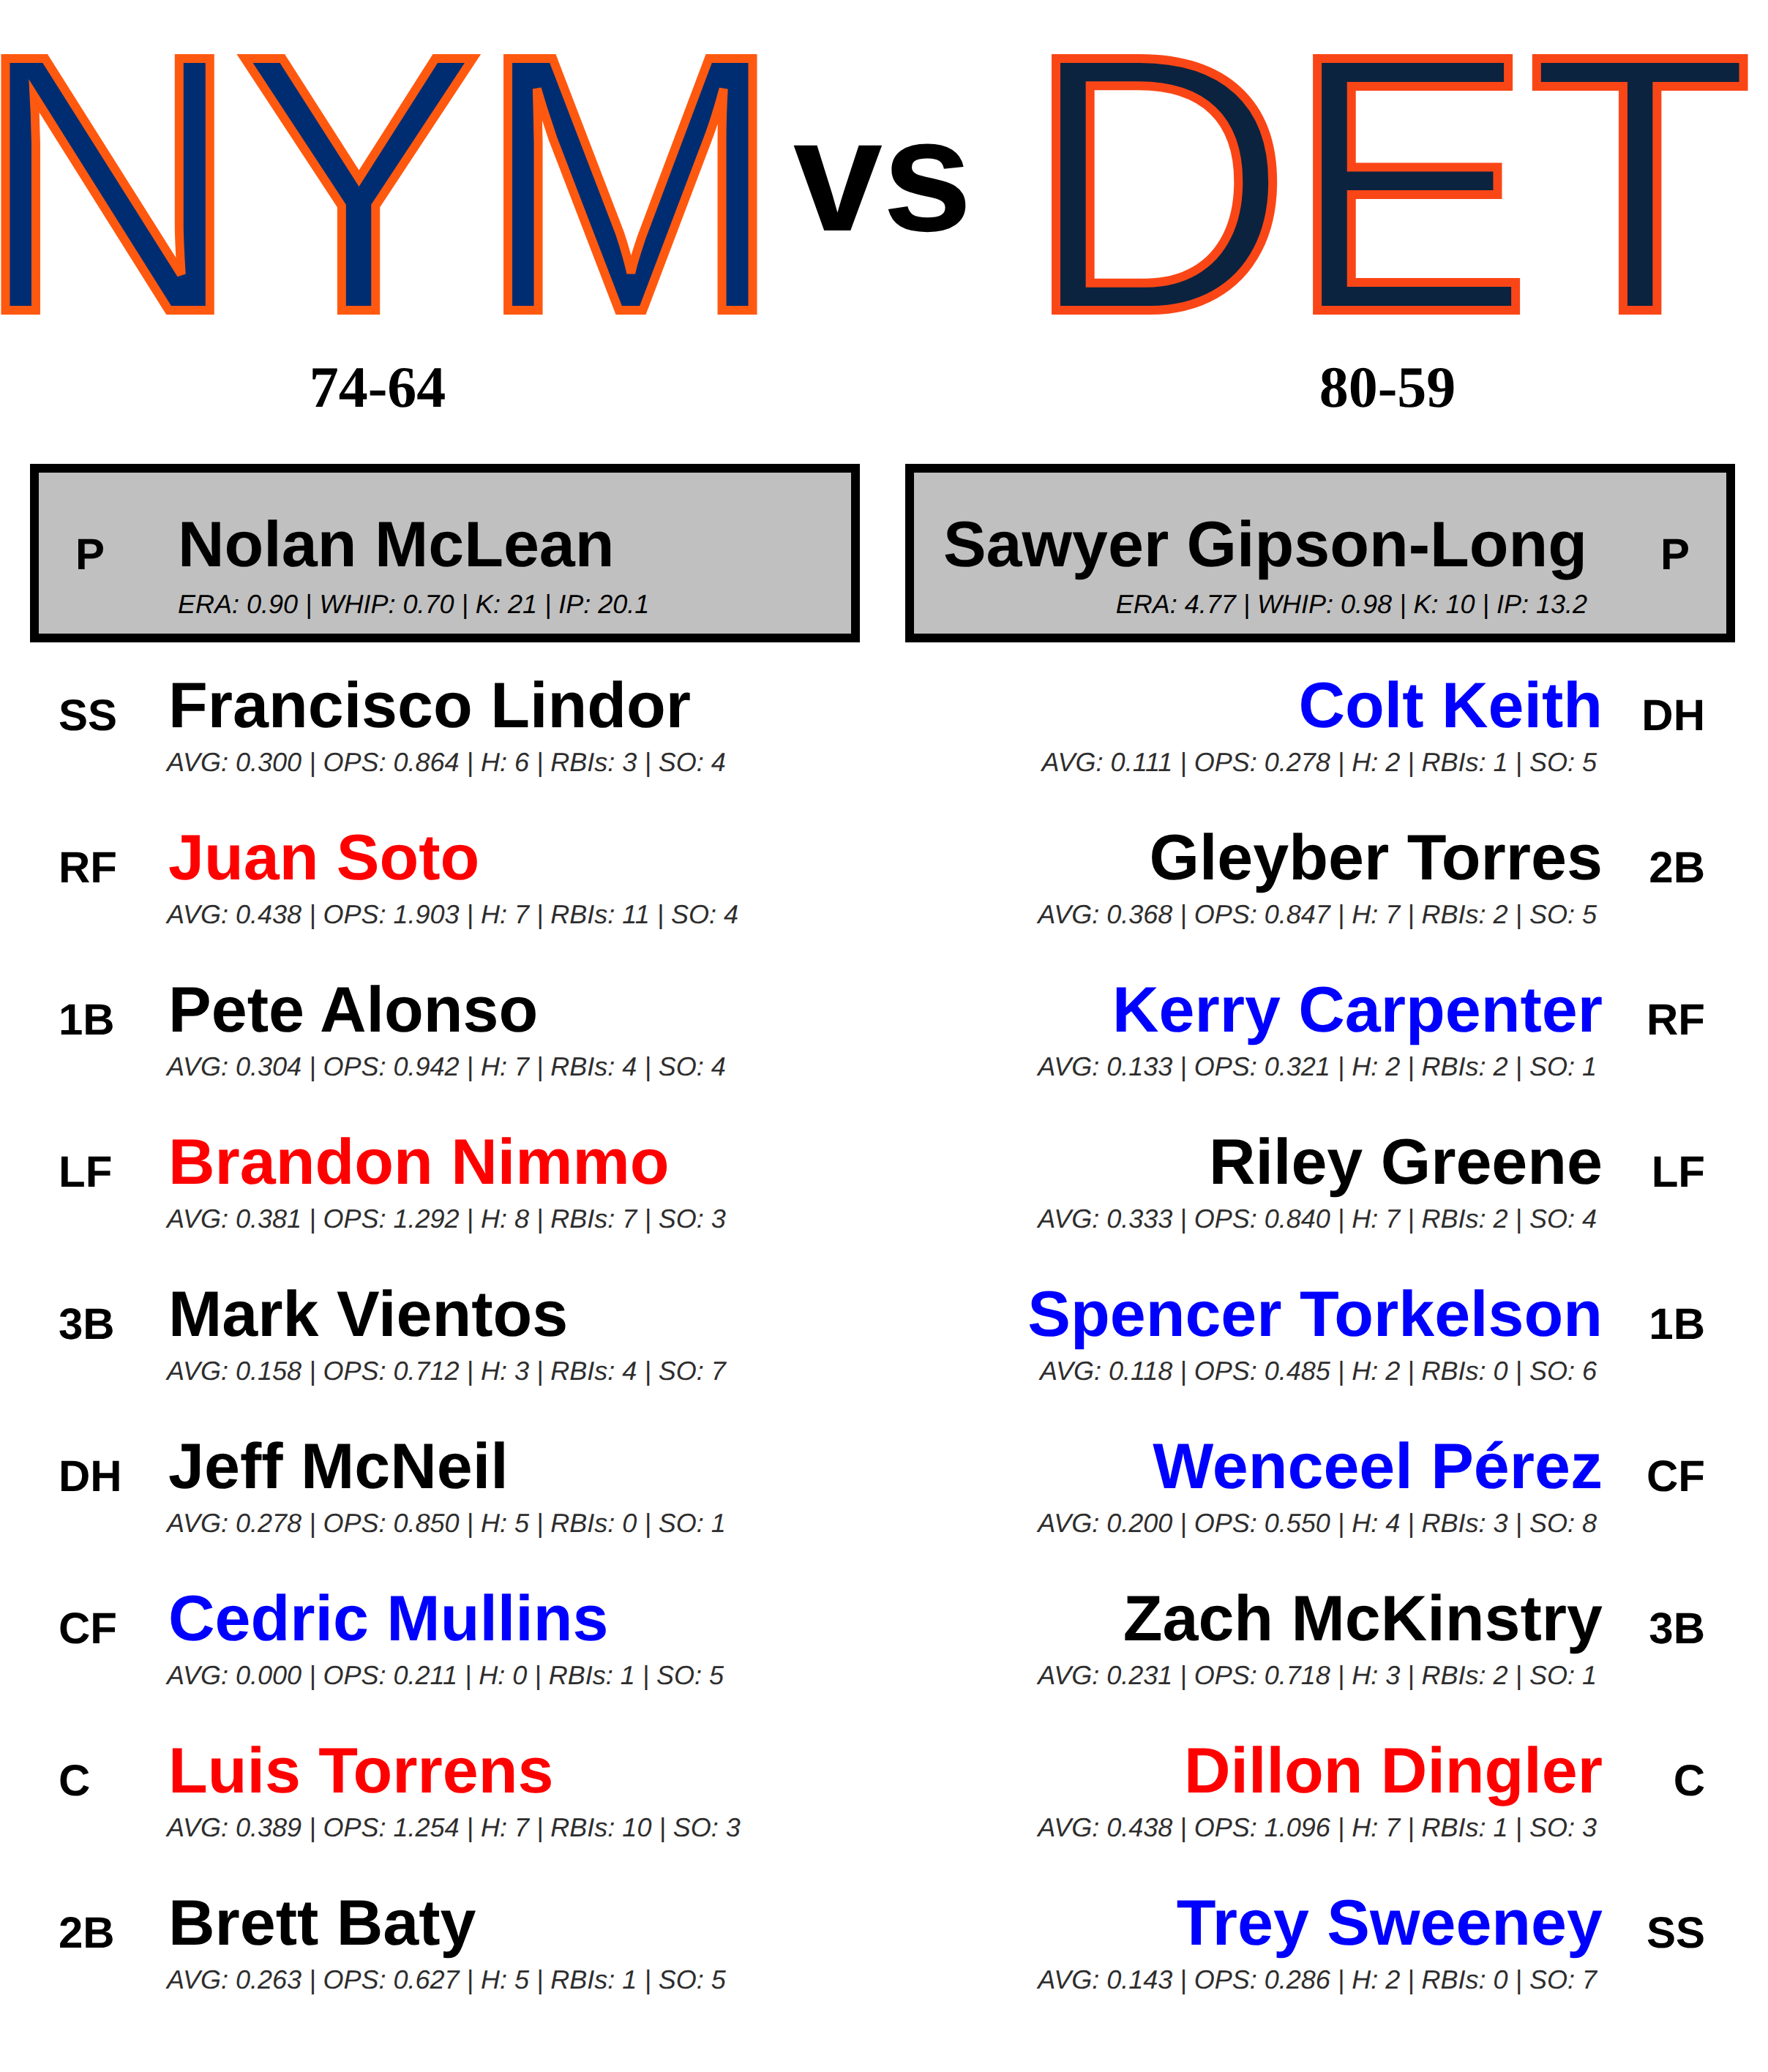 NYM vs DET
74-64 80-59
P Nolan McLean Sawyer Gipson-Long P
ERA: 0.90 | WHIP: 0.70 | K: 21 | IP: 20.1 ERA: 4.77 | WHIP: 0.98 | K: 10 | IP: 13.2
SS Francisco Lindor Colt Keith DH
AVG: 0.300 | OPS: 0.864 | H: 6 | RBIs: 3 | SO: 4 AVG: 0.111 | OPS: 0.278 | H: 2 | RBIs: 1 | SO: 5
RF Juan Soto Gleyber Torres 2B
AVG: 0.438 | OPS: 1.903 | H: 7 | RBIs: 11 | SO: 4 AVG: 0.368 | OPS: 0.847 | H: 7 | RBIs: 2 | SO: 5
1B Pete Alonso Kerry Carpenter RF
AVG: 0.304 | OPS: 0.942 | H: 7 | RBIs: 4 | SO: 4 AVG: 0.133 | OPS: 0.321 | H: 2 | RBIs: 2 | SO: 1
LF Brandon Nimmo Riley Greene LF
AVG: 0.381 | OPS: 1.292 | H: 8 | RBIs: 7 | SO: 3 AVG: 0.333 | OPS: 0.840 | H: 7 | RBIs: 2 | SO: 4
3B Mark Vientos Spencer Torkelson 1B
AVG: 0.158 | OPS: 0.712 | H: 3 | RBIs: 4 | SO: 7 AVG: 0.118 | OPS: 0.485 | H: 2 | RBIs: 0 | SO: 6
DH Jeff McNeil Wenceel Pérez CF
AVG: 0.278 | OPS: 0.850 | H: 5 | RBIs: 0 | SO: 1 AVG: 0.200 | OPS: 0.550 | H: 4 | RBIs: 3 | SO: 8
CF Cedric Mullins Zach McKinstry 3B
AVG: 0.000 | OPS: 0.211 | H: 0 | RBIs: 1 | SO: 5 AVG: 0.231 | OPS: 0.718 | H: 3 | RBIs: 2 | SO: 1
C Luis Torrens Dillon Dingler C
AVG: 0.389 | OPS: 1.254 | H: 7 | RBIs: 10 | SO: 3 AVG: 0.438 | OPS: 1.096 | H: 7 | RBIs: 1 | SO: 3
2B Brett Baty Trey Sweeney SS
AVG: 0.263 | OPS: 0.627 | H: 5 | RBIs: 1 | SO: 5 AVG: 0.143 | OPS: 0.286 | H: 2 | RBIs: 0 | SO: 7